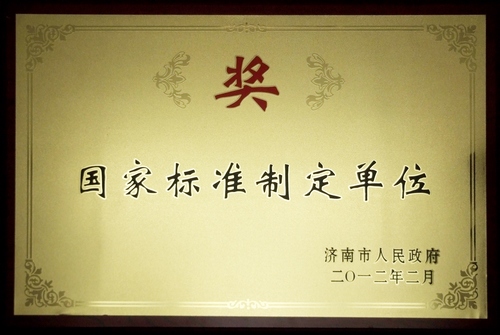 奖
国家标准制定单位
济南市人民政府
二〇一二年二月